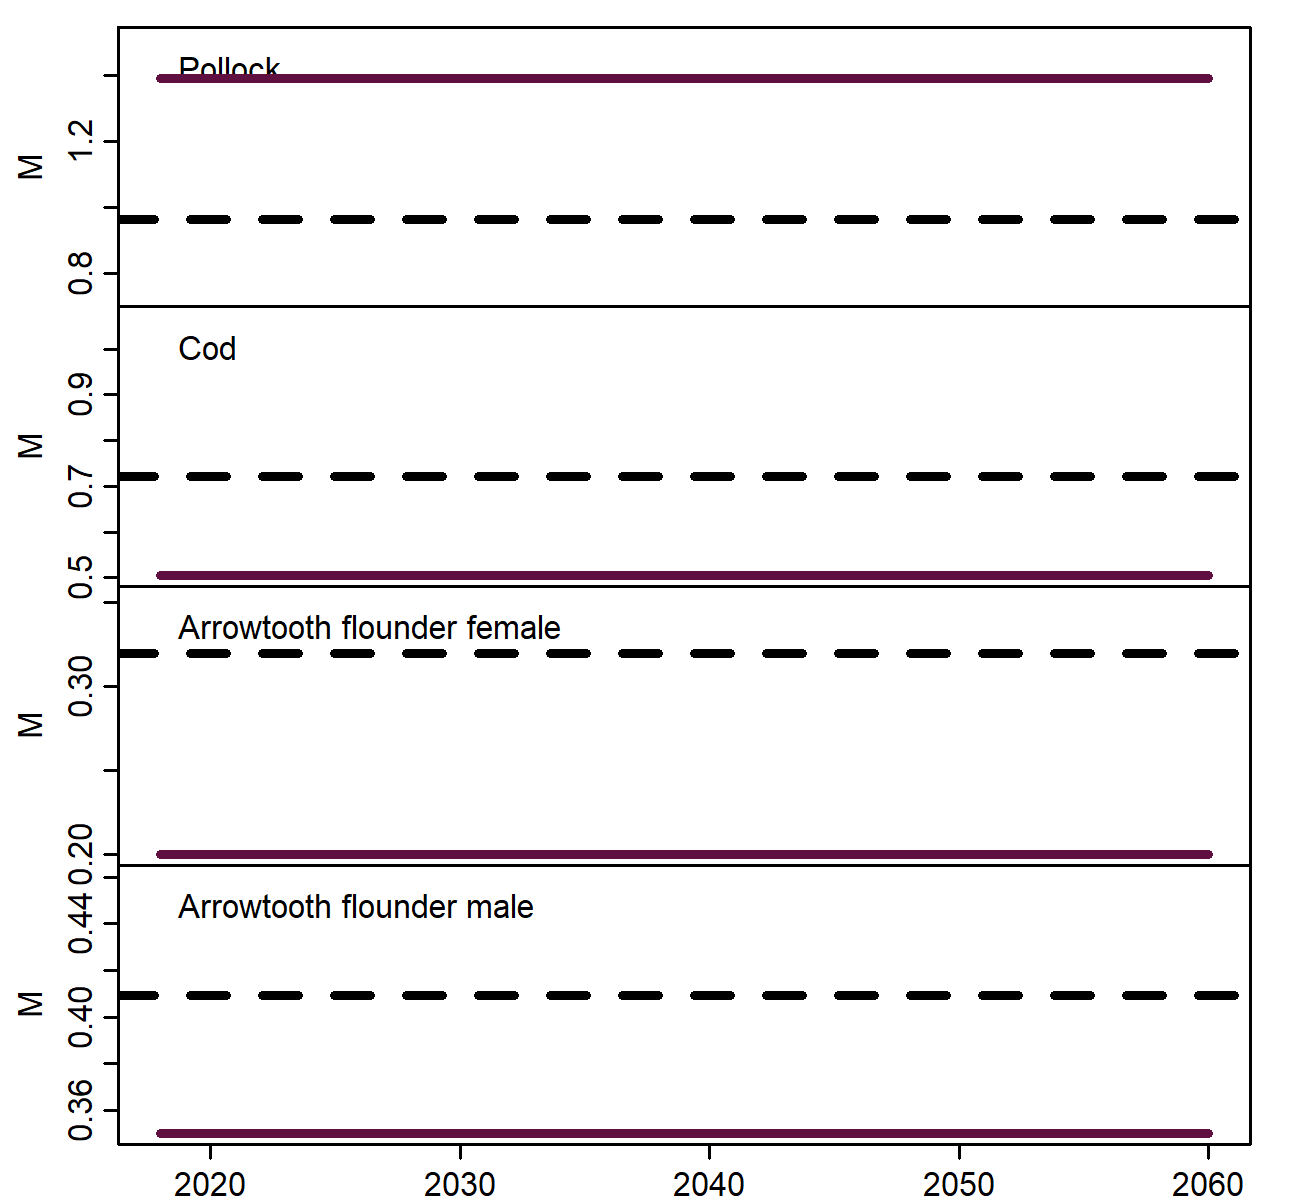 Pollock
M
1.2
0.8
Cod
M
0.9
0.7
0.5
Arrowtooth flounder female
M
0.30
0.20
Arrowtooth flounder male
M
0.44
0.40
0.36
2020 2030 2040 2050 2060